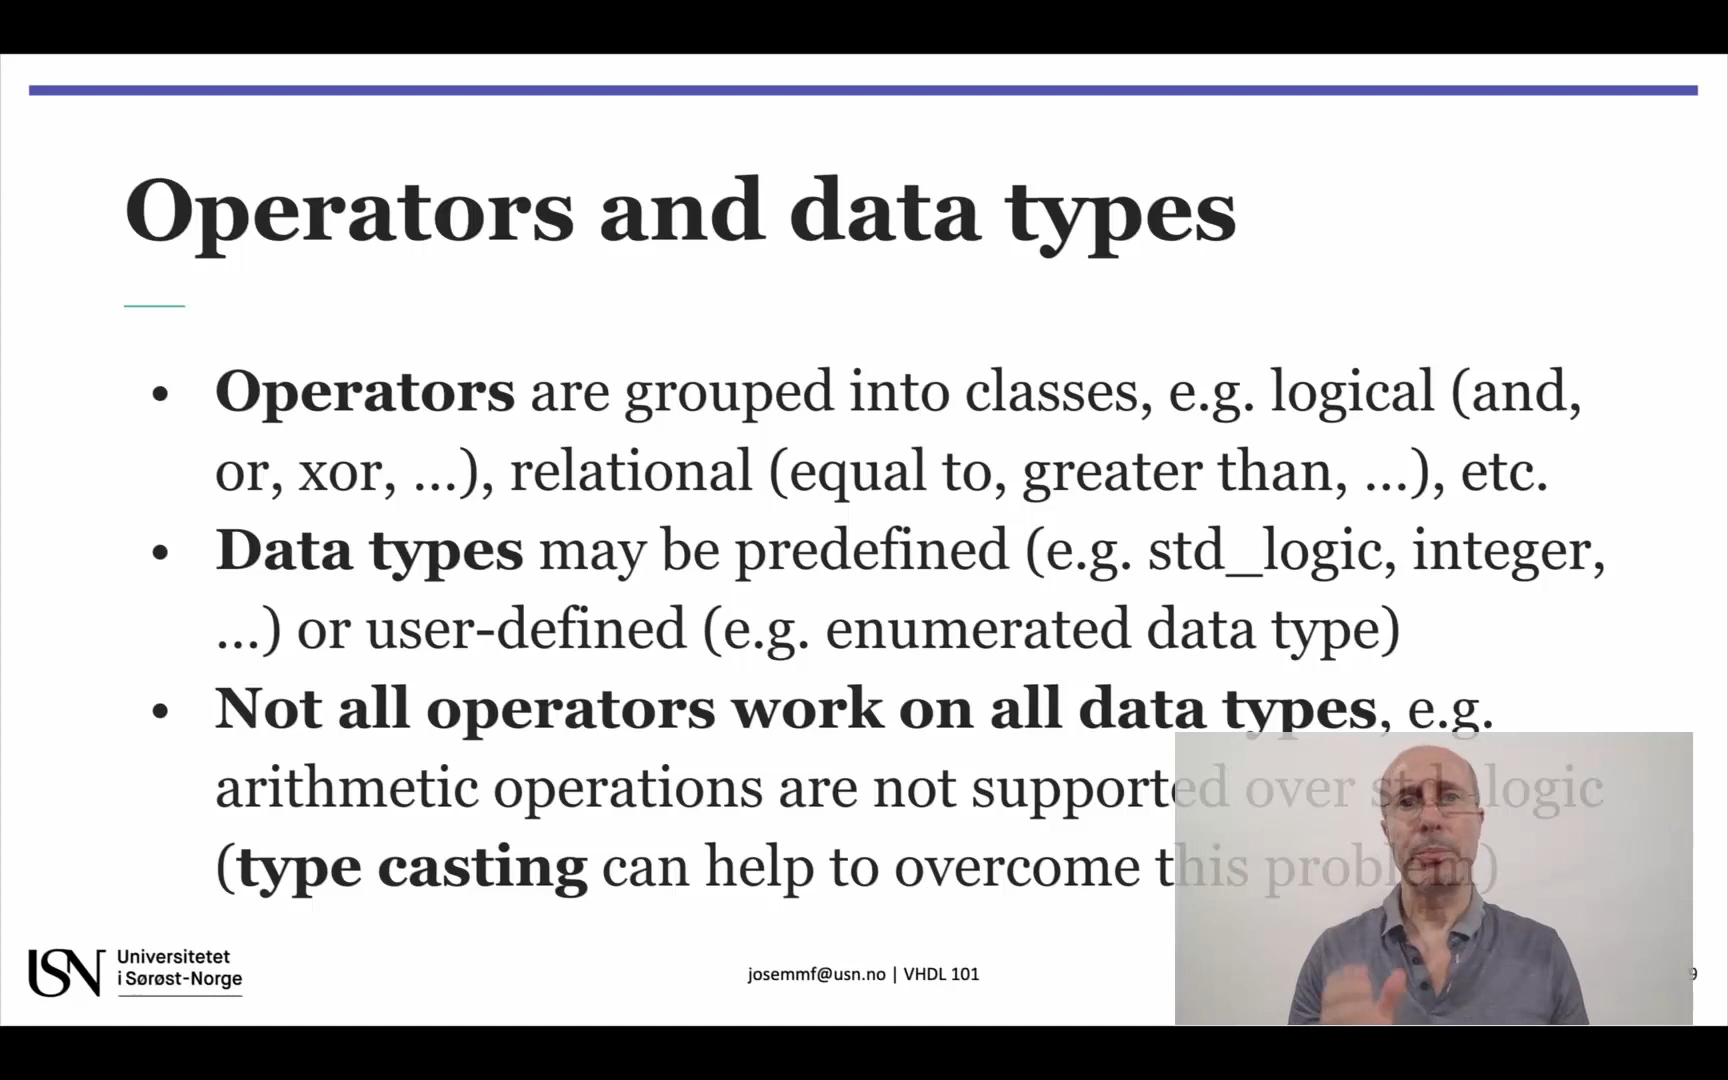 Operators and data types
• Operators are grouped into classes, e.g. logical (and,
or, xor, ...), relational (equal to, greater than, ...), etc.
• Data types may be predefined (e.g. std_logic, integer,
...) or user-defined (e.g. enumerated data type)
• Not all operators work on all data types, e.g.
arithmetic operations are not supported over std_logic
(type casting can help to overcome this problem)
USN Universitetet
i Sørøst-Norge
josemmf@usn.no | VHDL 101
9